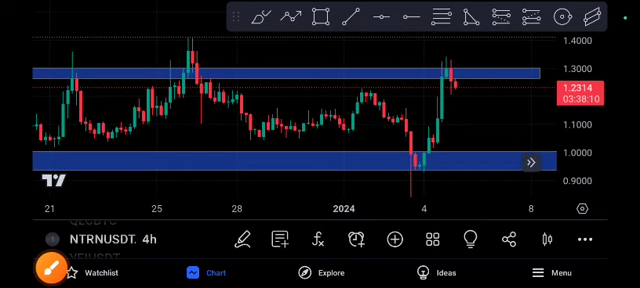 1.4000
1.3000
1.2314
03:38:10
1.1000
1.0000
0.9000
21
25
28
2024
4
8
NTRNUSDT. 4h
Watchlist
Chart
Explore
Ideas
Menu